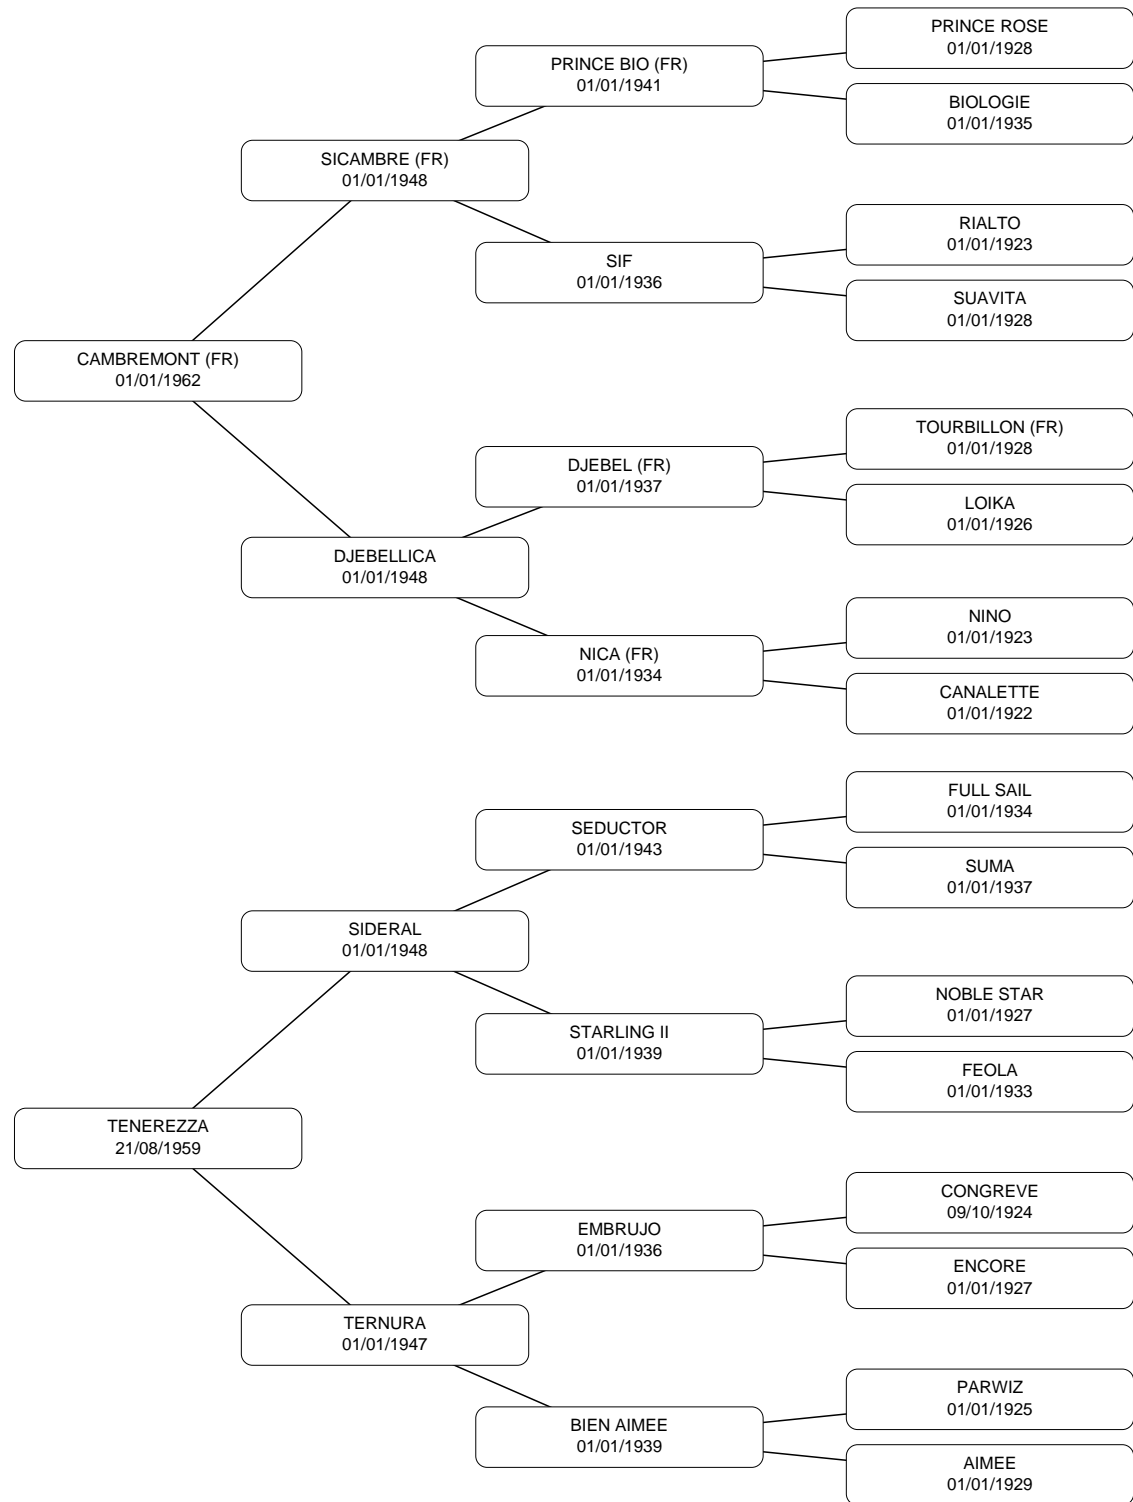 PRINCE ROSE
01/01/1928
PRINCE BIO (FR)
01/01/1941
BIOLOGIE
01/01/1935
SICAMBRE (FR)
01/01/1948
RIALTO
01/01/1923
SIF
01/01/1936
SUAVITA
01/01/1928
CAMBREMONT (FR)
01/01/1962
TOURBILLON (FR)
01/01/1928
DJEBEL (FR)
01/01/1937
LOIKA
01/01/1926
DJEBELLICA
01/01/1948
NINO
01/01/1923
NICA (FR)
01/01/1934
CANALETTE
01/01/1922
FULL SAIL
01/01/1934
SEDUCTOR
01/01/1943
SUMA
01/01/1937
SIDERAL
01/01/1948
NOBLE STAR
01/01/1927
STARLING II
01/01/1939
FEOLA
01/01/1933
TENEREZZA
21/08/1959
CONGREVE
09/10/1924
EMBRUJO
01/01/1936
ENCORE
01/01/1927
TERNURA
01/01/1947
PARWIZ
01/01/1925
BIEN AIMEE
01/01/1939
AIMEE
01/01/1929